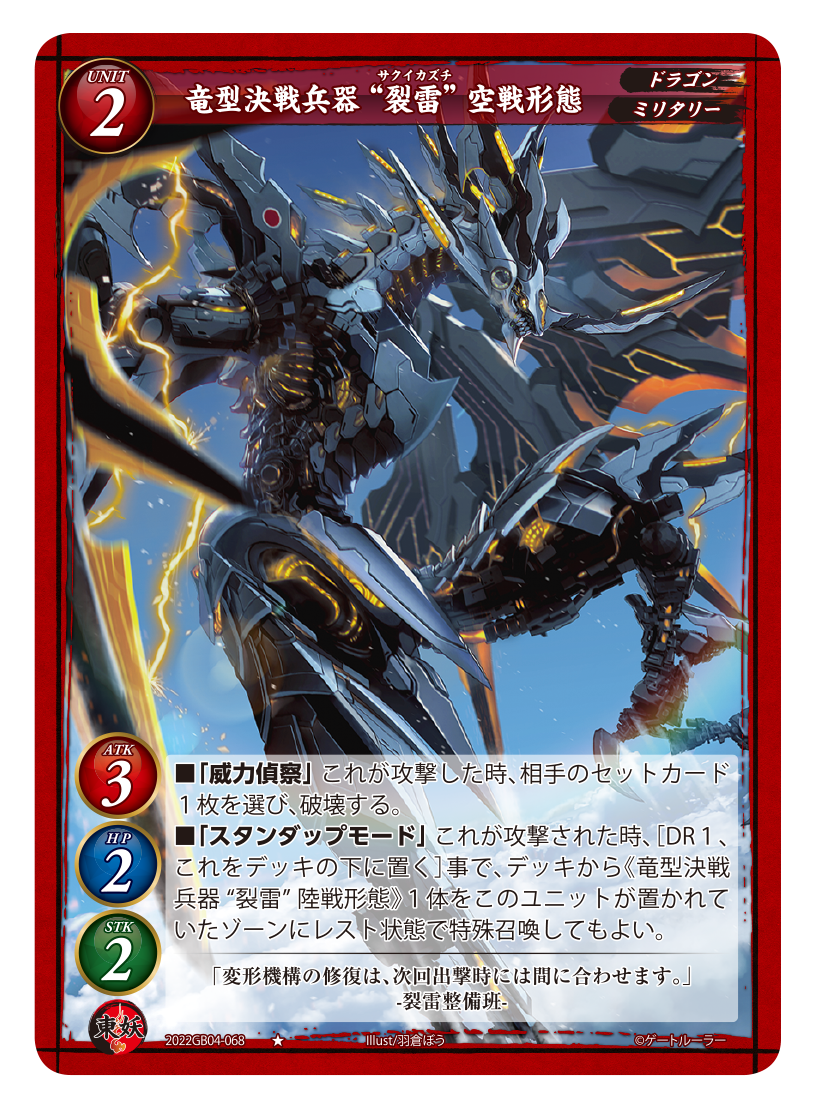 UNIT
2
サクイカズチ
竜型決戦兵器 “裂雷” 空戦形態
ドラゴン
ミリタリー
ATK
3
HP
2
STK
2
■「威力偵察」これが攻撃した時、相手のセットカード
１枚を選び、破壊する。
■「スタンダップモード」これが攻撃された時、［DR１、
これをデッキの下に置く］事で、デッキから《竜型決戦
兵器 “裂雷” 陸戦形態》１体をこのユニットが置かれて
いたゾーンにレスト状態で特殊召喚してもよい。
「変形機構の修復は、次回出撃時には間に合わせます。」
-裂雷整備班-
東妖
2022GB04-068 ★ Illust/羽倉ぼう ©ゲートルーラー